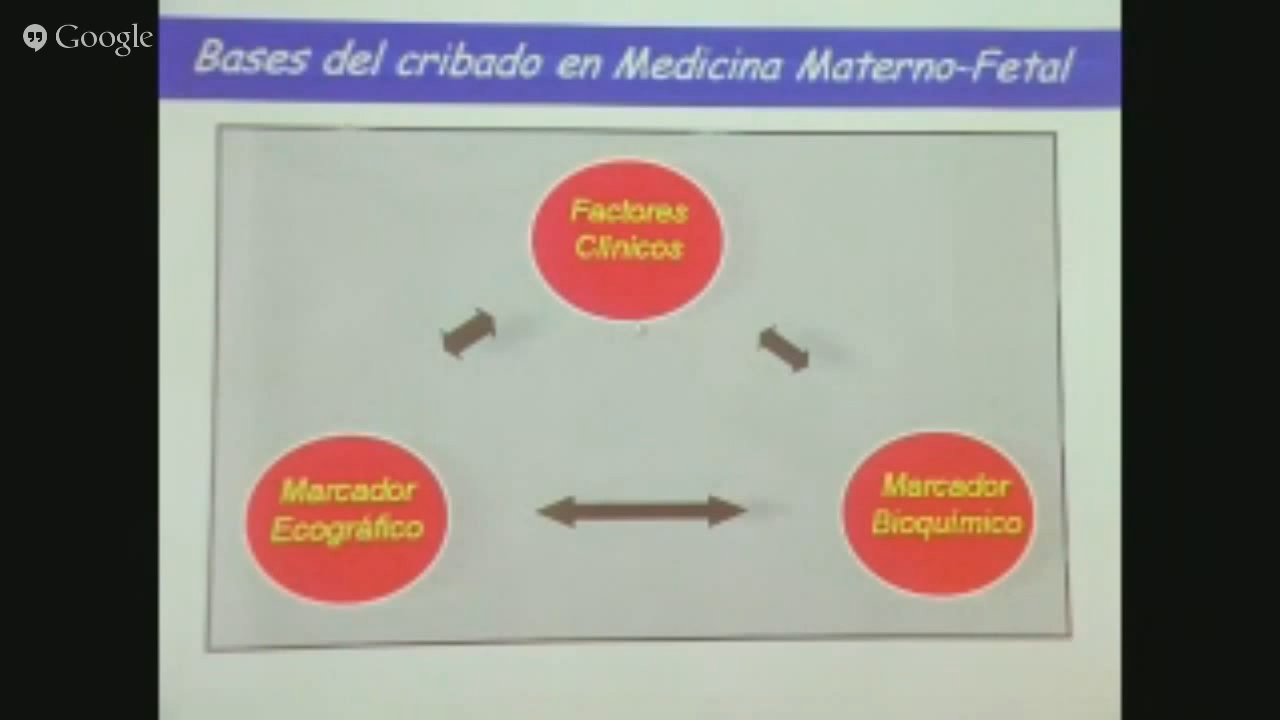 Google
Bases del cribado en Medicina Materno-Fetal
Factores
Clínicos
Marcador
Ecográfico
Marcador
Bioquímico